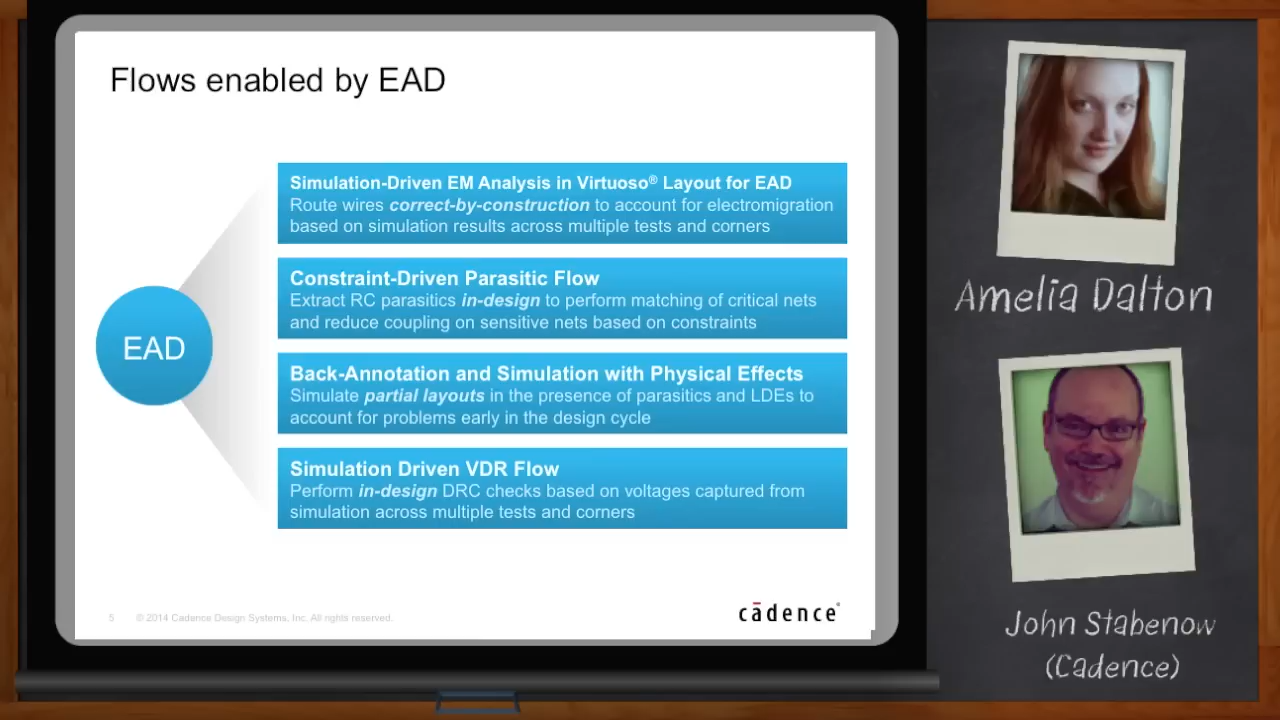 Flows enabled by EAD
EAD
Simulation-Driven EM Analysis in Virtuoso® Layout for EAD
Route wires correct-by-construction to account for electromigration
based on simulation results across multiple tests and corners
Constraint-Driven Parasitic Flow
Extract RC parasitics in-design to perform matching of critical nets
and reduce coupling on sensitive nets based on constraints
Back-Annotation and Simulation with Physical Effects
Simulate partial layouts in the presence of parasitics and LDEs to
account for problems early in the design cycle
Simulation Driven VDR Flow
Perform in-design DRC checks based on voltages captured from
simulation across multiple tests and corners
5 © 2014 Cadence Design Systems, Inc. All rights reserved.
cādence®
Amelia Dalton
John Stabenow
(Cadence)